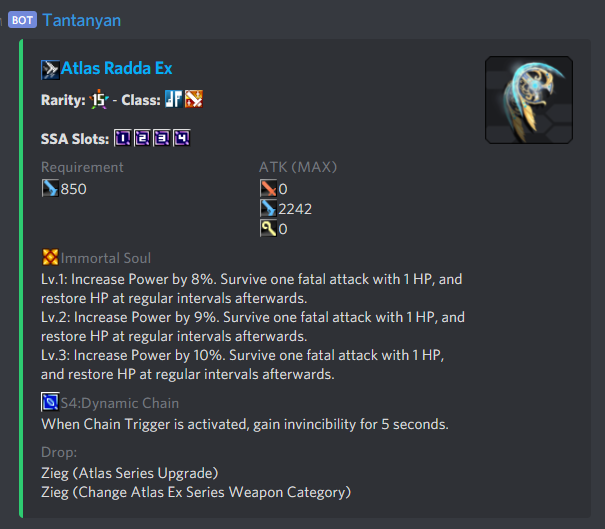 BOT Tantanyan
Atlas Radda Ex
Rarity: 15 - Class:
SSA Slots: 1 2 3 4
Requirement
850
ATK (MAX)
0
2242
0
Immortal Soul
Lv.1: Increase Power by 8%. Survive one fatal attack with 1 HP, and
restore HP at regular intervals afterwards.
Lv.2: Increase Power by 9%. Survive one fatal attack with 1 HP, and
restore HP at regular intervals afterwards.
Lv.3: Increase Power by 10%. Survive one fatal attack with 1 HP,
and restore HP at regular intervals afterwards.
S4:Dynamic Chain
When Chain Trigger is activated, gain invincibility for 5 seconds.
Drop:
Zieg (Atlas Series Upgrade)
Zieg (Change Atlas Ex Series Weapon Category)